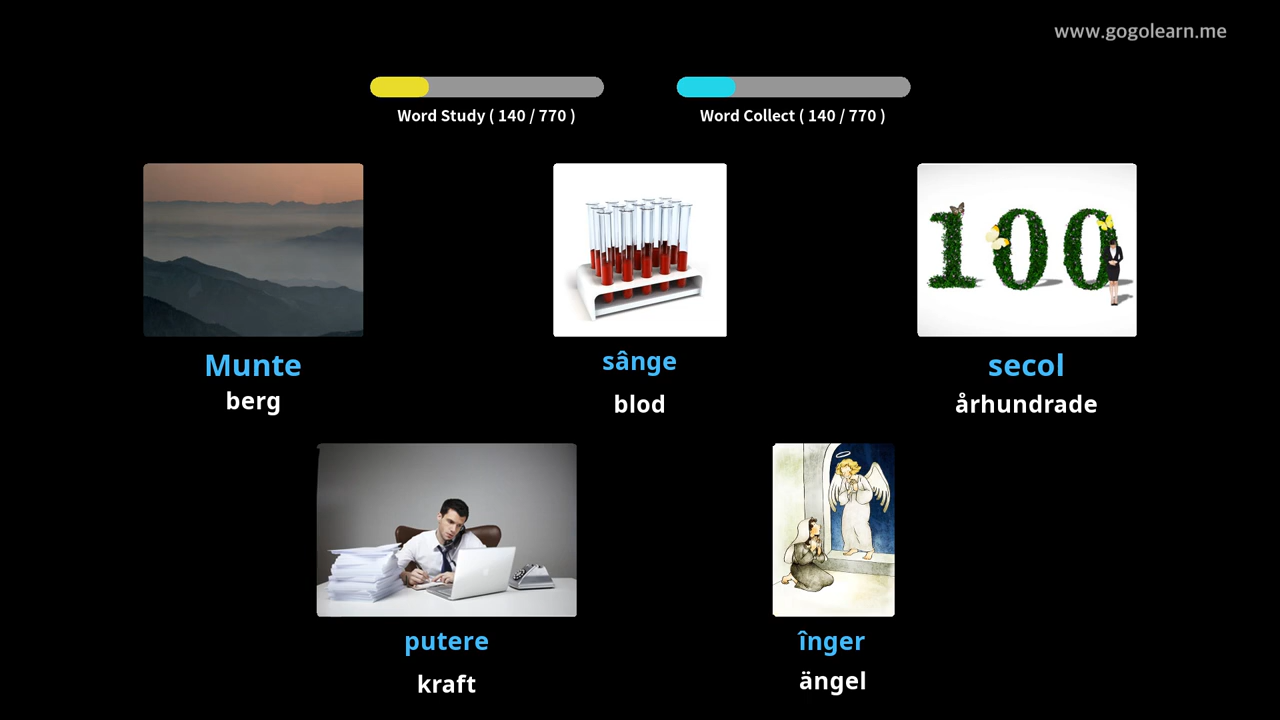 www.gogolearn.me
Word Study ( 140 / 770 )
Word Collect ( 140 / 770 )
Munte
berg
sânge
blod
secol
århundrade
putere
kraft
înger
ängel